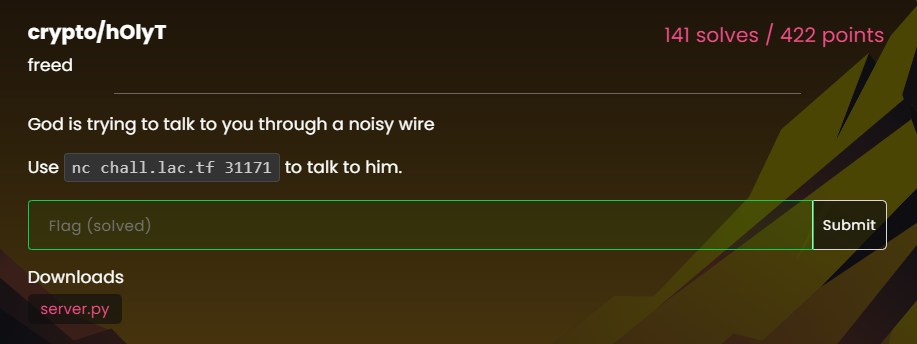 crypto/hOlyT
141 solves / 422 points
freed
God is trying to talk to you through a noisy wire
Use nc chall.lac.tf 31171 to talk to him.
Flag (solved)
Submit
Downloads
server.py